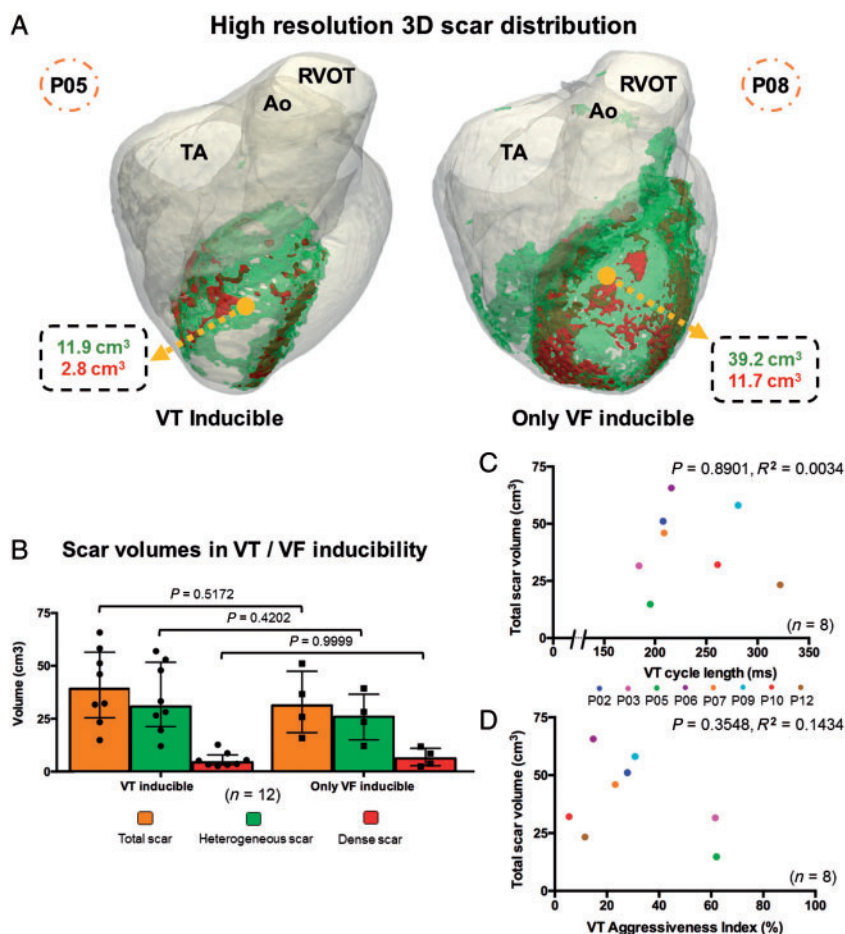 A
High resolution 3D scar distribution
P05
RVOT
Ao
TA
RVOT
Ao
TA
P08
11.9 cm³
2.8 cm³
39.2 cm³
11.7 cm³
VT Inducible
Only VF inducible
B
Scar volumes in VT / VF inducibility
P = 0.5172
P = 0.4202
P = 0.9999
Volume (cm3)
75
50
25
0
VT inducible
(n = 12)
Only VF inducible
Total scar
Heterogeneous scar
Dense scar
C
P = 0.8901, R² = 0.0034
Total scar volume (cm³)
75
50
25
0
0 150 200 250 300 350
VT cycle length (ms)
(n = 8)
P02 P03 P05 P06 P07 P09 P10 P12
D
P = 0.3548, R² = 0.1434
Total scar volume (cm³)
75
50
25
0
0 20 40 60 80 100
VT Aggressiveness Index (%)
(n = 8)